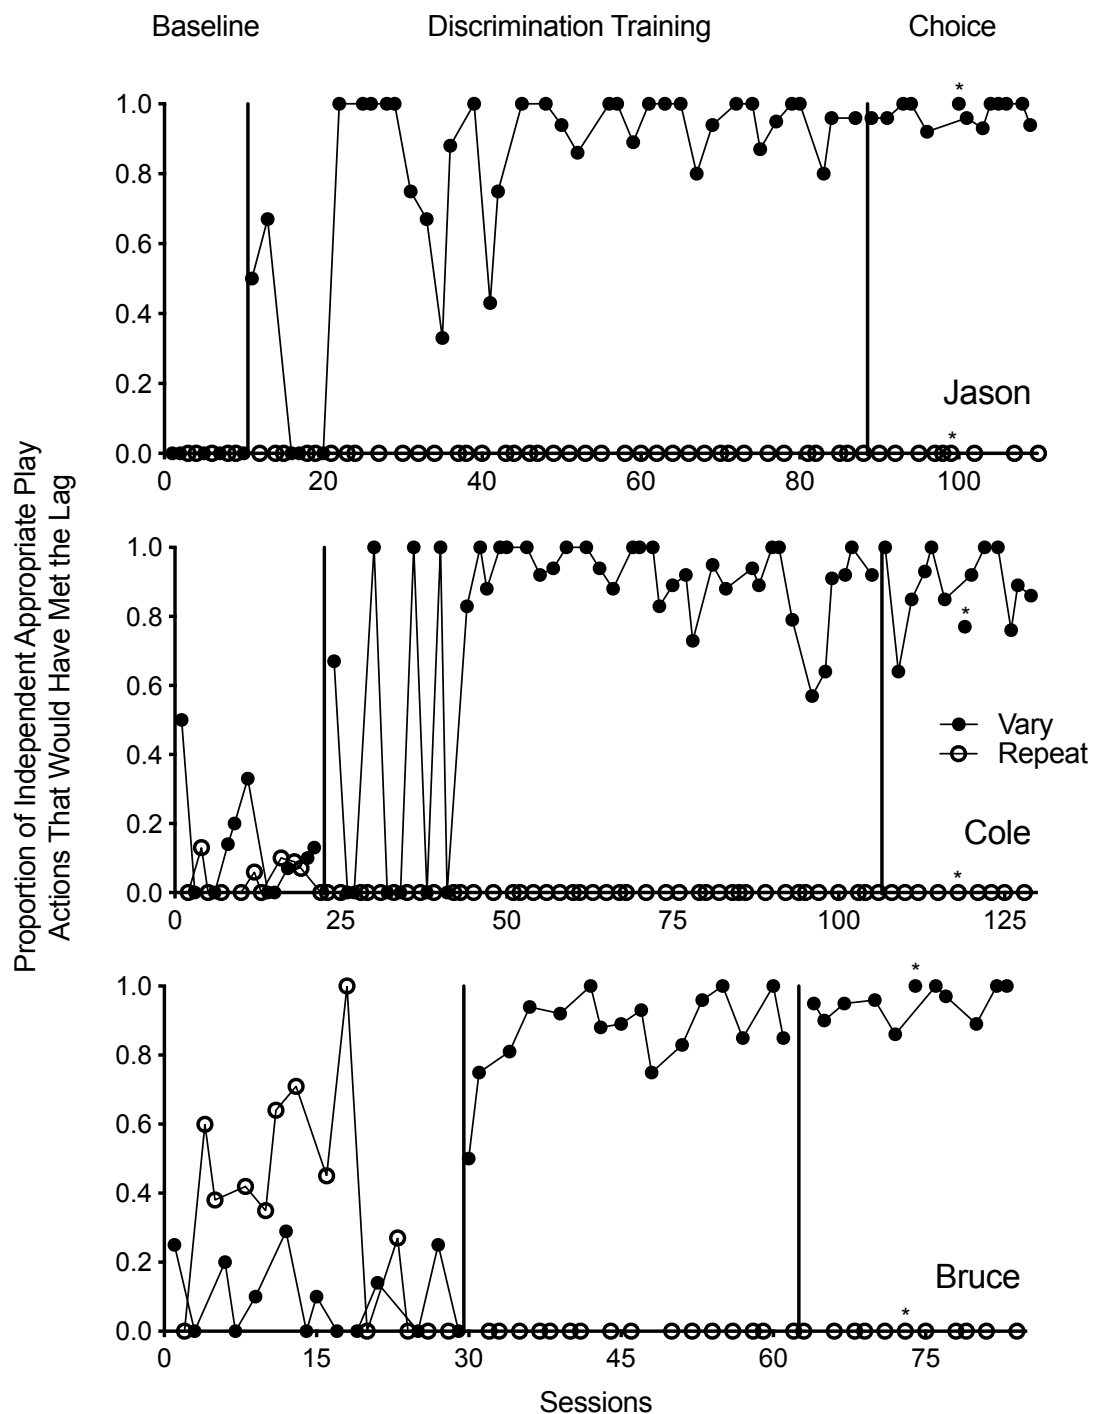 Baseline Discrimination Training Choice
Proportion of Independent Appropriate Play
Actions That Would Have Met the Lag
*
1.0
0.8
0.6
0.4
0.2
Jason
*
0.0
0 20 40 60 80 100
1.0
0.8
*
0.6
Vary
Repeat
0.4
0.2
Cole
*
0.0
0 25 50 75 100 125
*
1.0
0.8
0.6
0.4
0.2
Bruce
*
0.0
0 15 30 45 60 75
Sessions